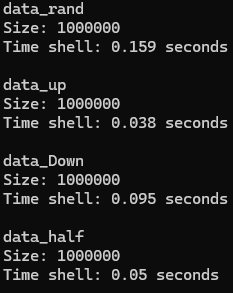 data_rand
Size: 1000000
Time shell: 0.159 seconds
data_up
Size: 1000000
Time shell: 0.038 seconds
data_Down
Size: 1000000
Time shell: 0.095 seconds
data_half
Size: 1000000
Time shell: 0.05 seconds